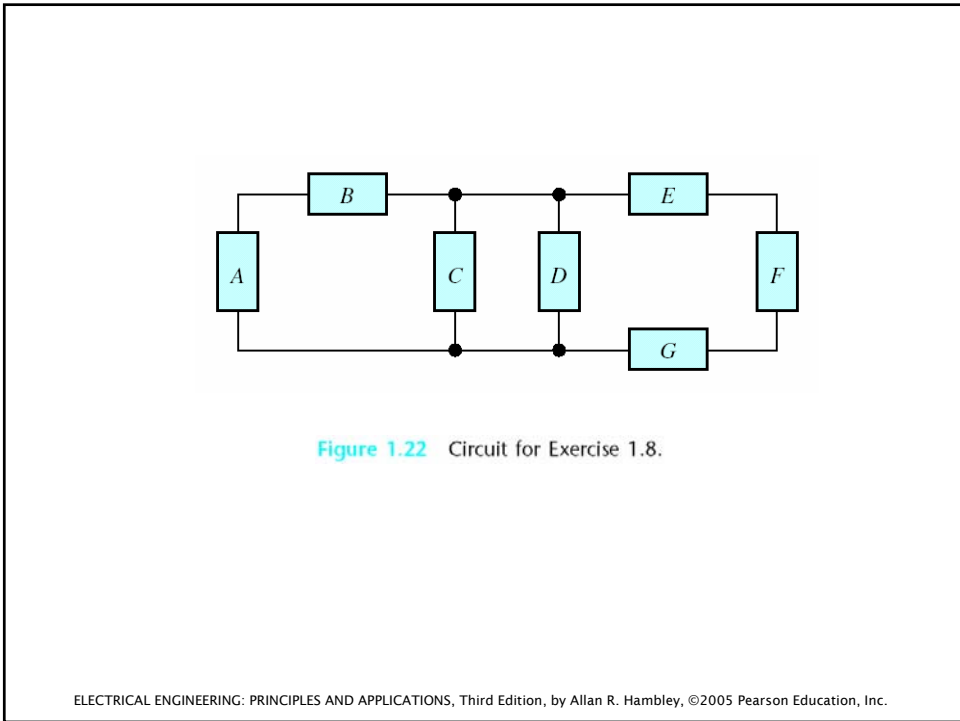 B
E
A
C
D
F
G
Figure 1.22 Circuit for Exercise 1.8.
ELECTRICAL ENGINEERING: PRINCIPLES AND APPLICATIONS, Third Edition, by Allan R. Hambley, ©2005 Pearson Education, Inc.